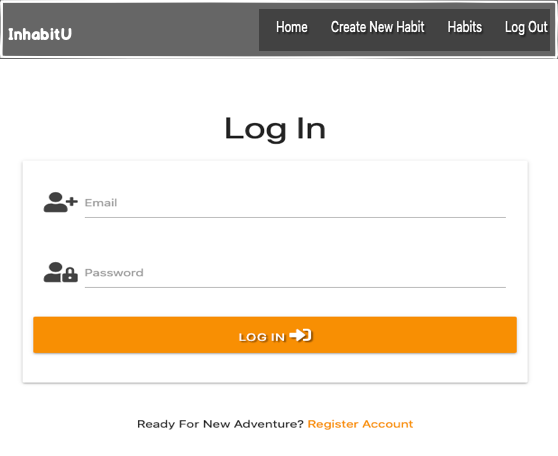 InhabitU
Home Create New Habit Habits Log Out
Log In
Email
Password
LOG IN
Ready For New Adventure? Register Account